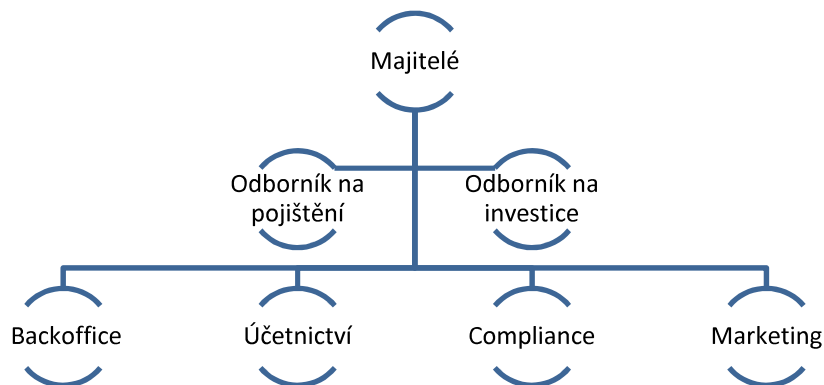 Majitelé
Odborník na
pojištění
Odborník na
investice
Backoffice
Účetnictví
Compliance
Marketing